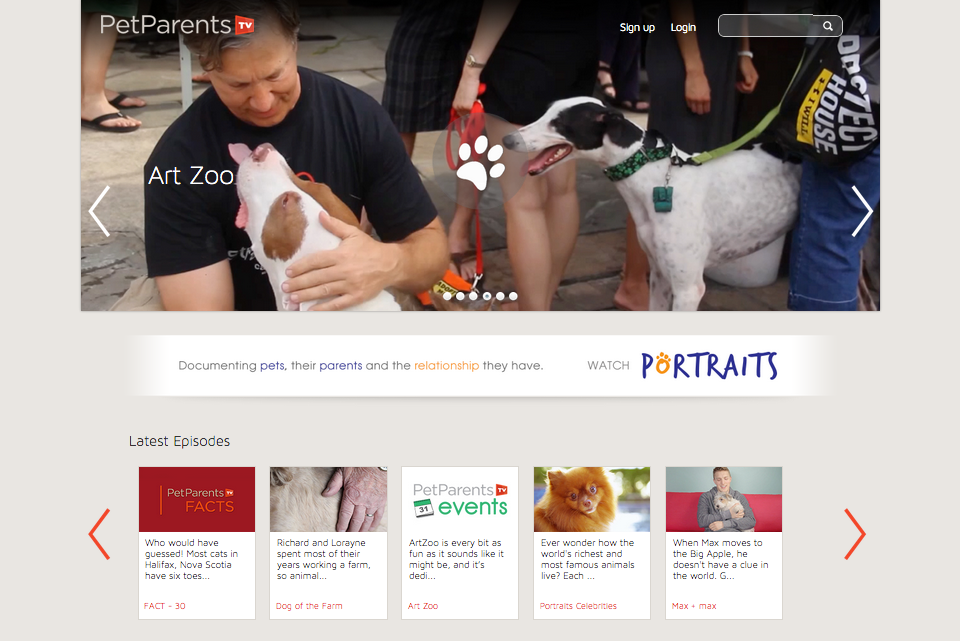 PetParents TV
Sign up
Login
DOGTZECH
HOUSE
Art Zoo
Documenting pets, their parents and the relationship they have.
WATCH PORTRAITS
Latest Episodes
PetParents TV
FACTS
Who would have
guessed! Most cats in
Halifax, Nova Scotia
have six toes...
FACT - 30
Richard and Lorayne
spent most of their
years working a farm,
so animal...
Dog of the Farm
PetParents TV
31 events
ArtZoo is every bit as
fun as it sounds like it
might be, and it's
dedi...
Art Zoo
Ever wonder how the
world's richest and
most famous animals
live? Each ...
Portraits Celebrities
When Max moves to
the Big Apple, he
doesn't have a clue in
the world. G...
Max + max